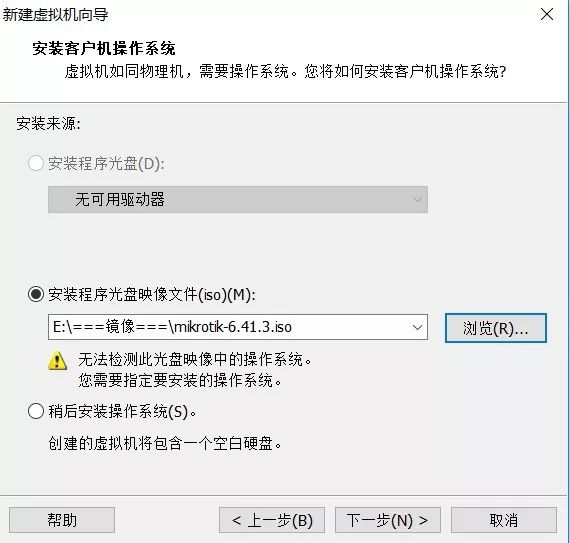 新建虚拟机向导
安装客户机操作系统
虚拟机如同物理机，需要操作系统。您将如何安装客户机操作系统?
安装来源:
安装程序光盘(D):
无可用驱动器
安装程序光盘映像文件(iso)(M):
E:\===镜像===\mikrotik-6.41.3.iso
浏览(R)...
无法检测此光盘映像中的操作系统。
您需要指定要安装的操作系统。
稍后安装操作系统(S)。
创建的虚拟机将包含一个空白硬盘。
帮助
< 上一步(B)
下一步(N) >
取消